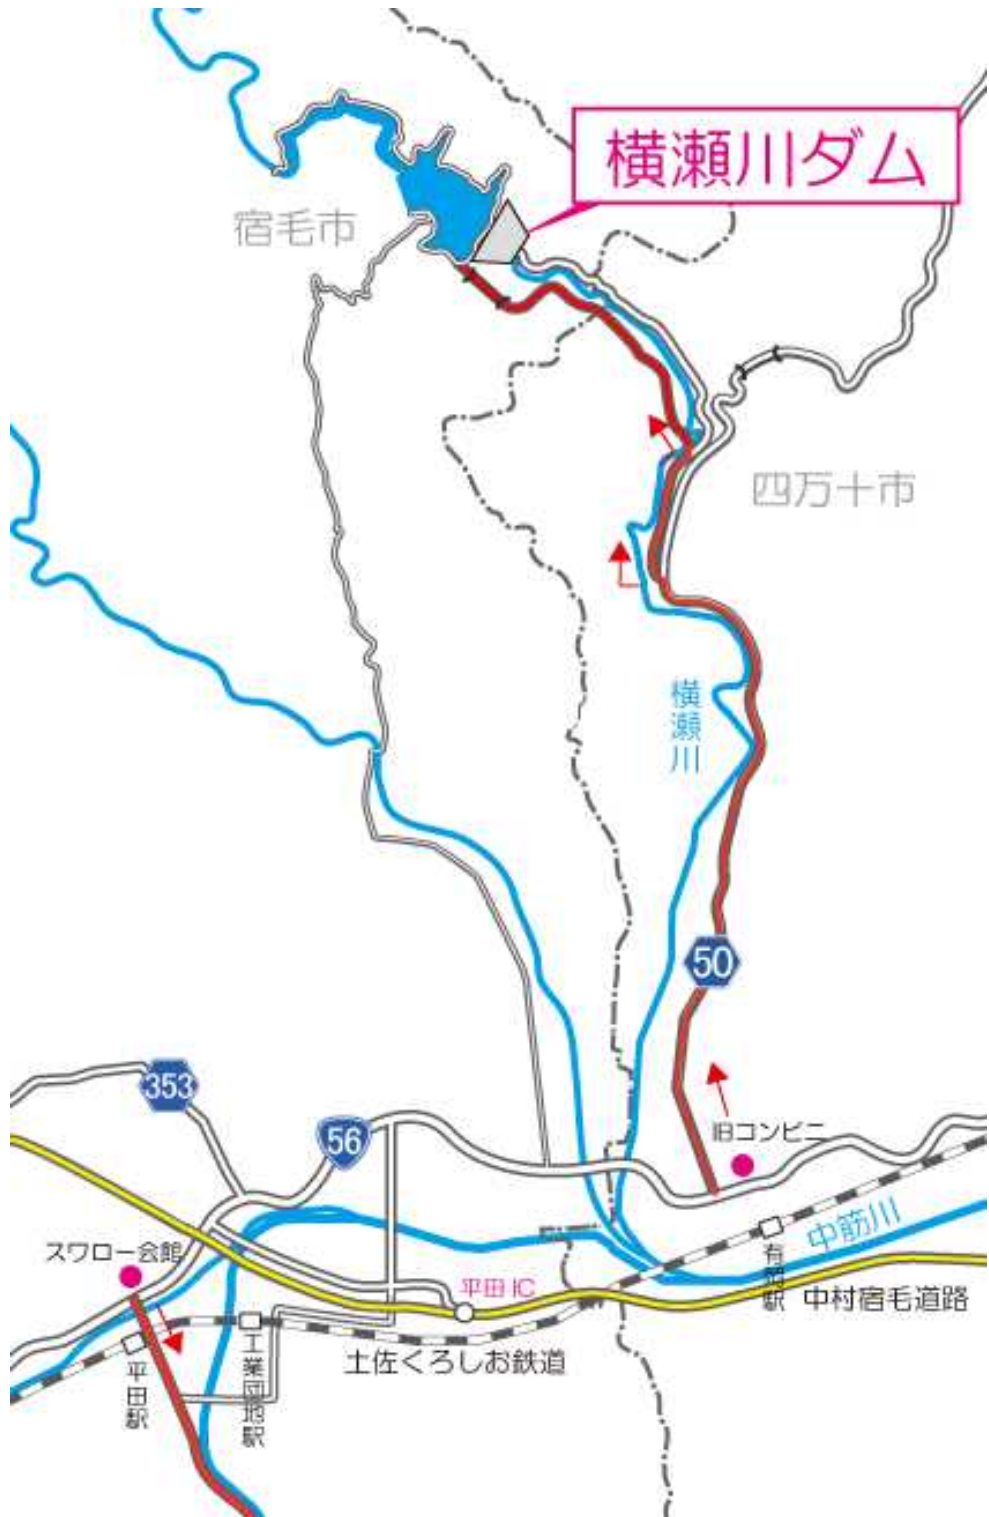 横瀬川ダム
宿毛市
四万十市
横瀬川
50
353
56
旧コンビニ
スワロー会館
平田IC
中筋川
有岡駅
中村宿毛道路
土佐くろしお鉄道
平田駅
工業団地駅